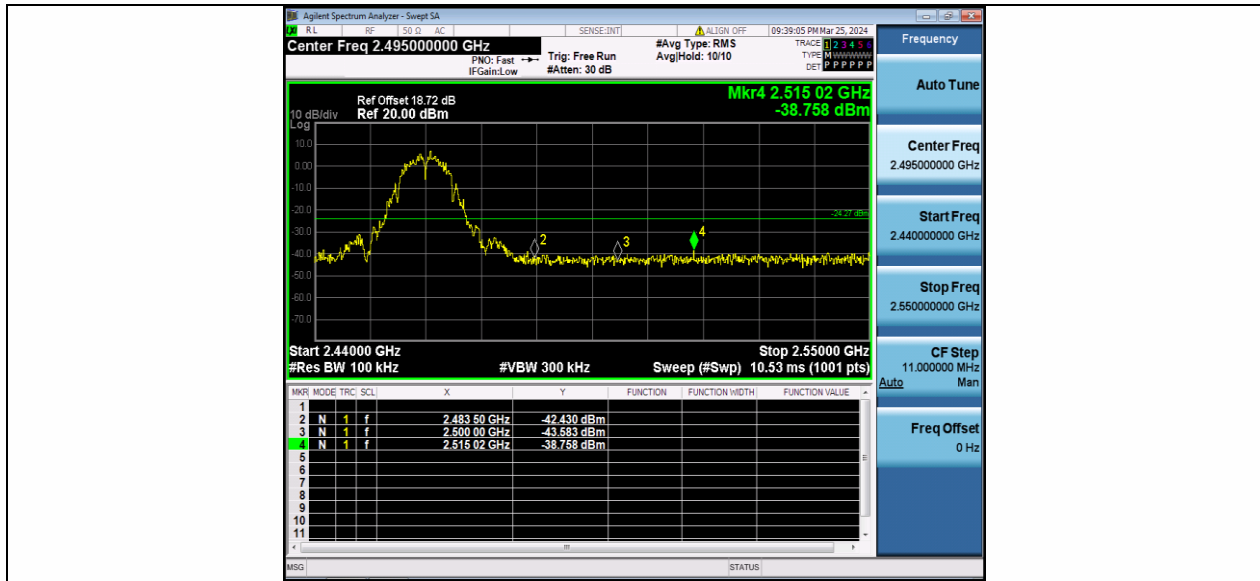 Agilent Spectrum Analyzer - Swept SA
RL RF 50 Ω AC SENSE:INT ALIGN OFF 09:39:05 PM Mar 25, 2024
Center Freq 2.495000000 GHz
PNO: Fast
IFGain:Low
Trig: Free Run
#Atten: 30 dB
#Avg Type: RMS
Avg|Hold: 10/10
TRACE 1 2 3 4 5 6
TYPE M WWWWW
DET P P P P P P
Mkr4 2.515 02 GHz
-38.758 dBm
Ref Offset 18.72 dB
10 dB/div Ref 20.00 dBm
Log
10.0
0.00
-10.0
-20.0
-24.27 dBm
-30.0
-40.0
-50.0
-60.0
-70.0
2
3
4
Start 2.44000 GHz Stop 2.55000 GHz
#Res BW 100 kHz #VBW 300 kHz Sweep (#Swp) 10.53 ms (1001 pts)
MKR MODE TRC SCL X Y FUNCTION FUNCTION WIDTH FUNCTION VALUE
1
2 N 1 f 2.483 50 GHz -42.430 dBm
3 N 1 f 2.500 00 GHz -43.583 dBm
4 N 1 f 2.515 02 GHz -38.758 dBm
5
6
7
8
9
10
11
MSG STATUS
Frequency
Auto Tune
Center Freq
2.495000000 GHz
Start Freq
2.440000000 GHz
Stop Freq
2.550000000 GHz
CF Step
11.000000 MHz
Auto Man
Freq Offset
0 Hz